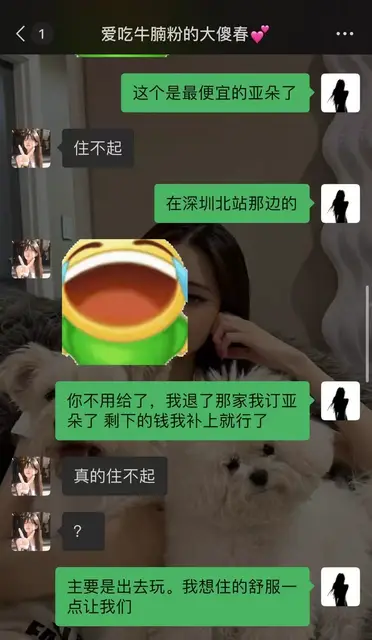 1
爱吃牛腩粉的大傻春💕
这个是最便宜的亚朵了
住不起
在深圳北站那边的
你不用给了，我退了那家我订亚
朵了 剩下的钱我补上就行了
真的住不起
？
主要是出去玩。我想住的舒服一
点让我们